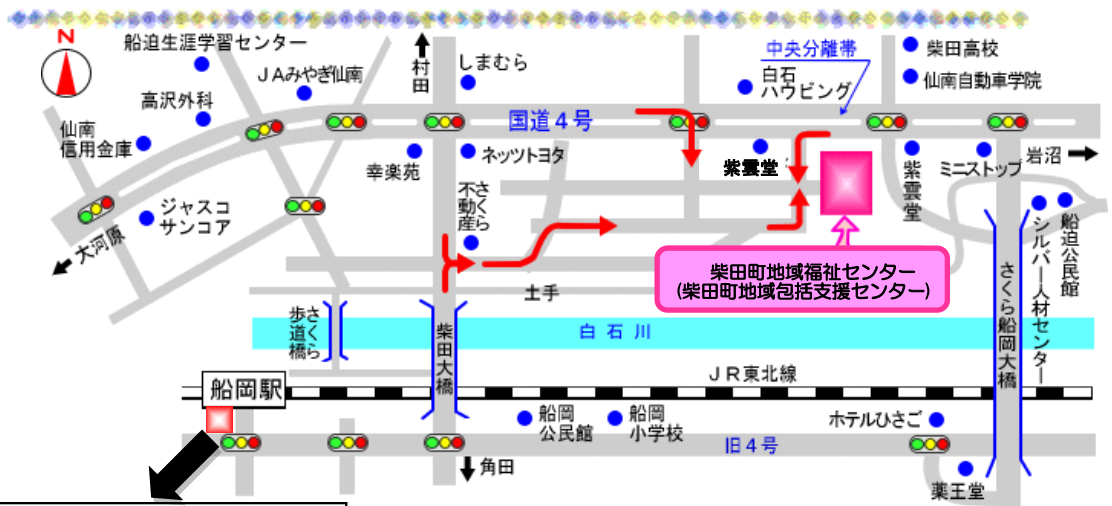 N
船迫生涯学習センター
JAみやぎ仙南
高沢外科
仙南
信用金庫
ジャスコ
サンコア
大河原
村田
しまむら
国道4号
幸楽苑
ネッツトヨタ
さくら
不動産
中央分離帯
白石
ハウビング
柴田高校
仙南自動車学院
紫雲堂
紫雲堂
ミニストップ
岩沼
船迫公民館
シルバー人材センター
さくら船岡大橋
柴田町地域福祉センター
(柴田町地域包括支援センター)
土手
さくら
歩道橋
柴田大橋
白石川
JR東北線
船岡駅
船岡
公民館
船岡
小学校
ホテルひさご
旧4号
角田
薬王堂